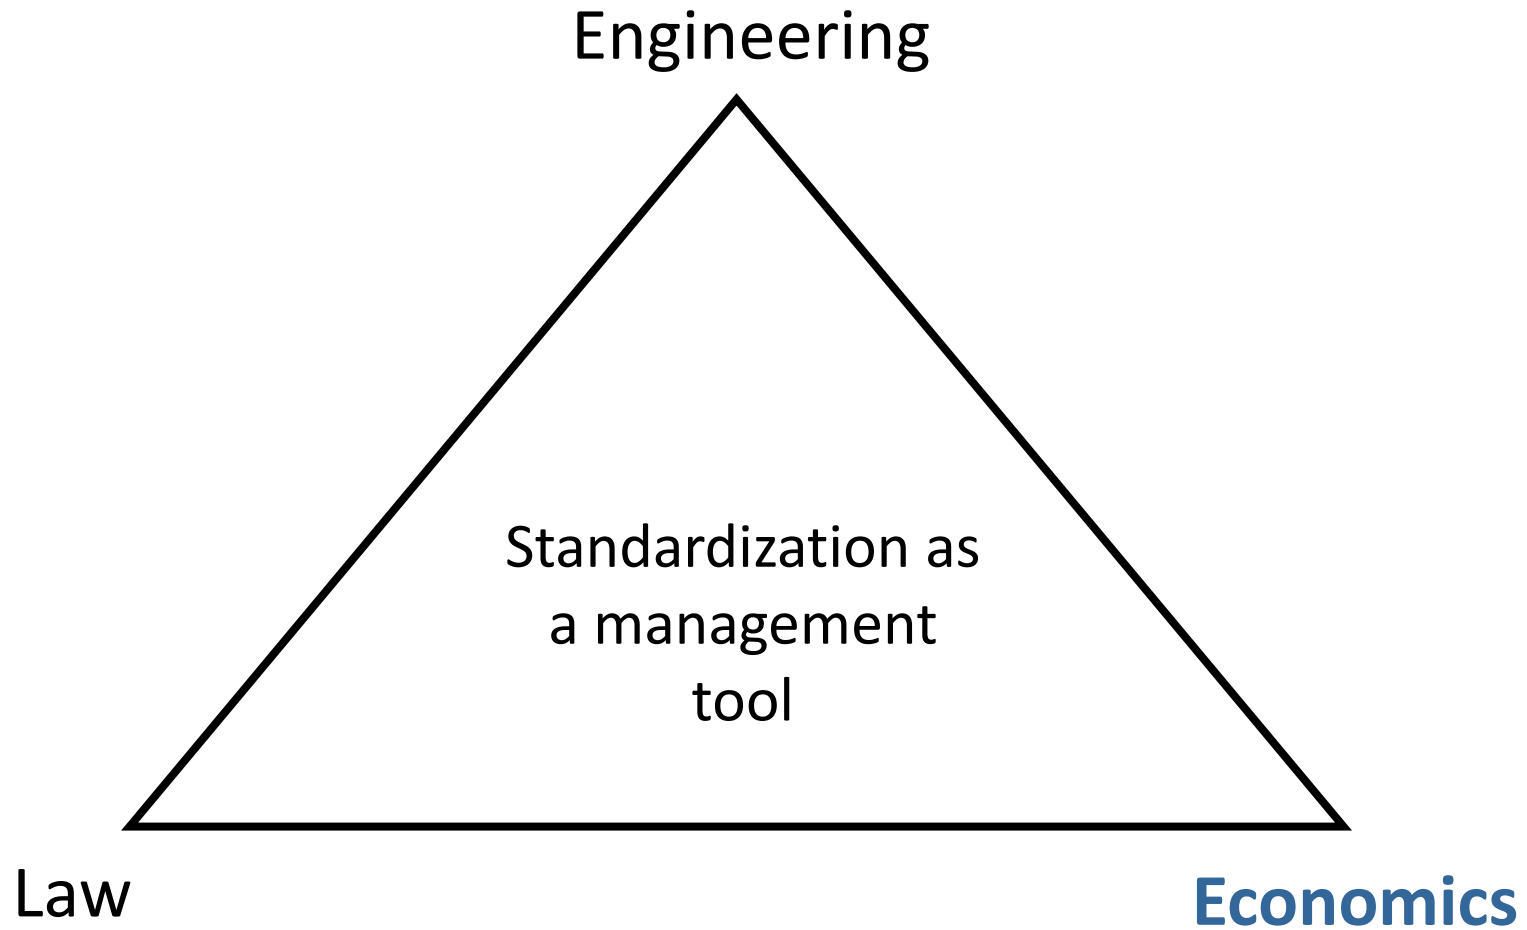 Engineering
Standardization as
a management
tool
Law
Economics